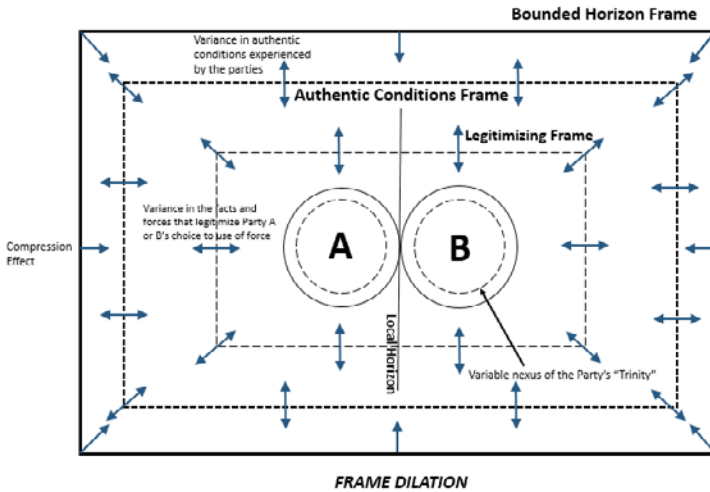 Bounded Horizon Frame
Variance in authentic
conditions experienced
by the parties
Authentic Conditions Frame
Legitimizing Frame
Variance in the facts and
forces that legitimize Party A
or B's choice to use of force
A
B
Compression
Effect
Local Horizon
Variable nexus of the Party's "Trinity"
FRAME DILATION